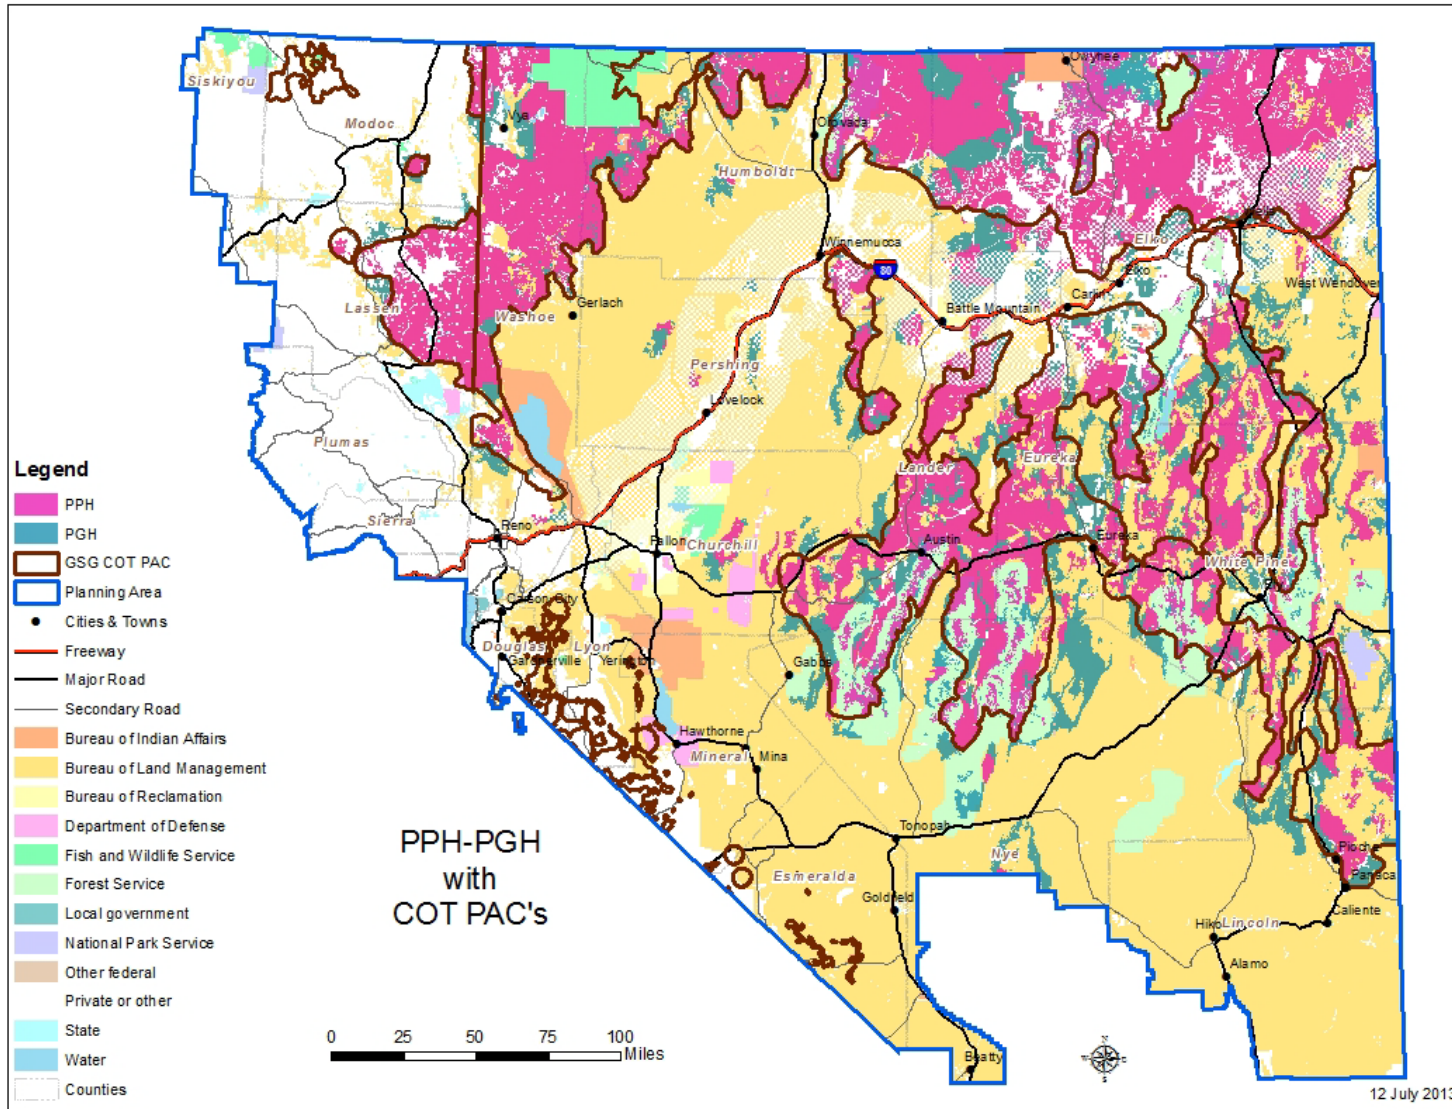 Siskiyou
Modoc
Vya
Owyhee
Orovada
Humboldt
Winnemucca
Elko
80
Elko
West Wendover
Carlin
Battle Mountain
Lassen
Washoe
Gerlach
Pershing
Lovelock
Plumas
Lander
Eureka
Sierra
Reno
Fallon
Churchill
Austin
Eureka
White Pine
Carson City
Douglas
Lyon
Gardnerville
Yerington
Gabbs
Hawthorne
Mineral
Mina
Tonopah
Nye
Esmeralda
Pioche
Panaca
Goldfield
Caliente
Hiko
Lincoln
Alamo
Beatty
Legend
PPH
PGH
GSG COT PAC
Planning Area
Cities & Towns
Freeway
Major Road
Secondary Road
Bureau of Indian Affairs
Bureau of Land Management
Bureau of Reclamation
Department of Defense
Fish and Wildlife Service
Forest Service
Local government
National Park Service
Other federal
Private or other
State
Water
Counties
PPH-PGH
with
COT PAC's
0 25 50 75 100
Miles
N
W E
S
12 July 2013